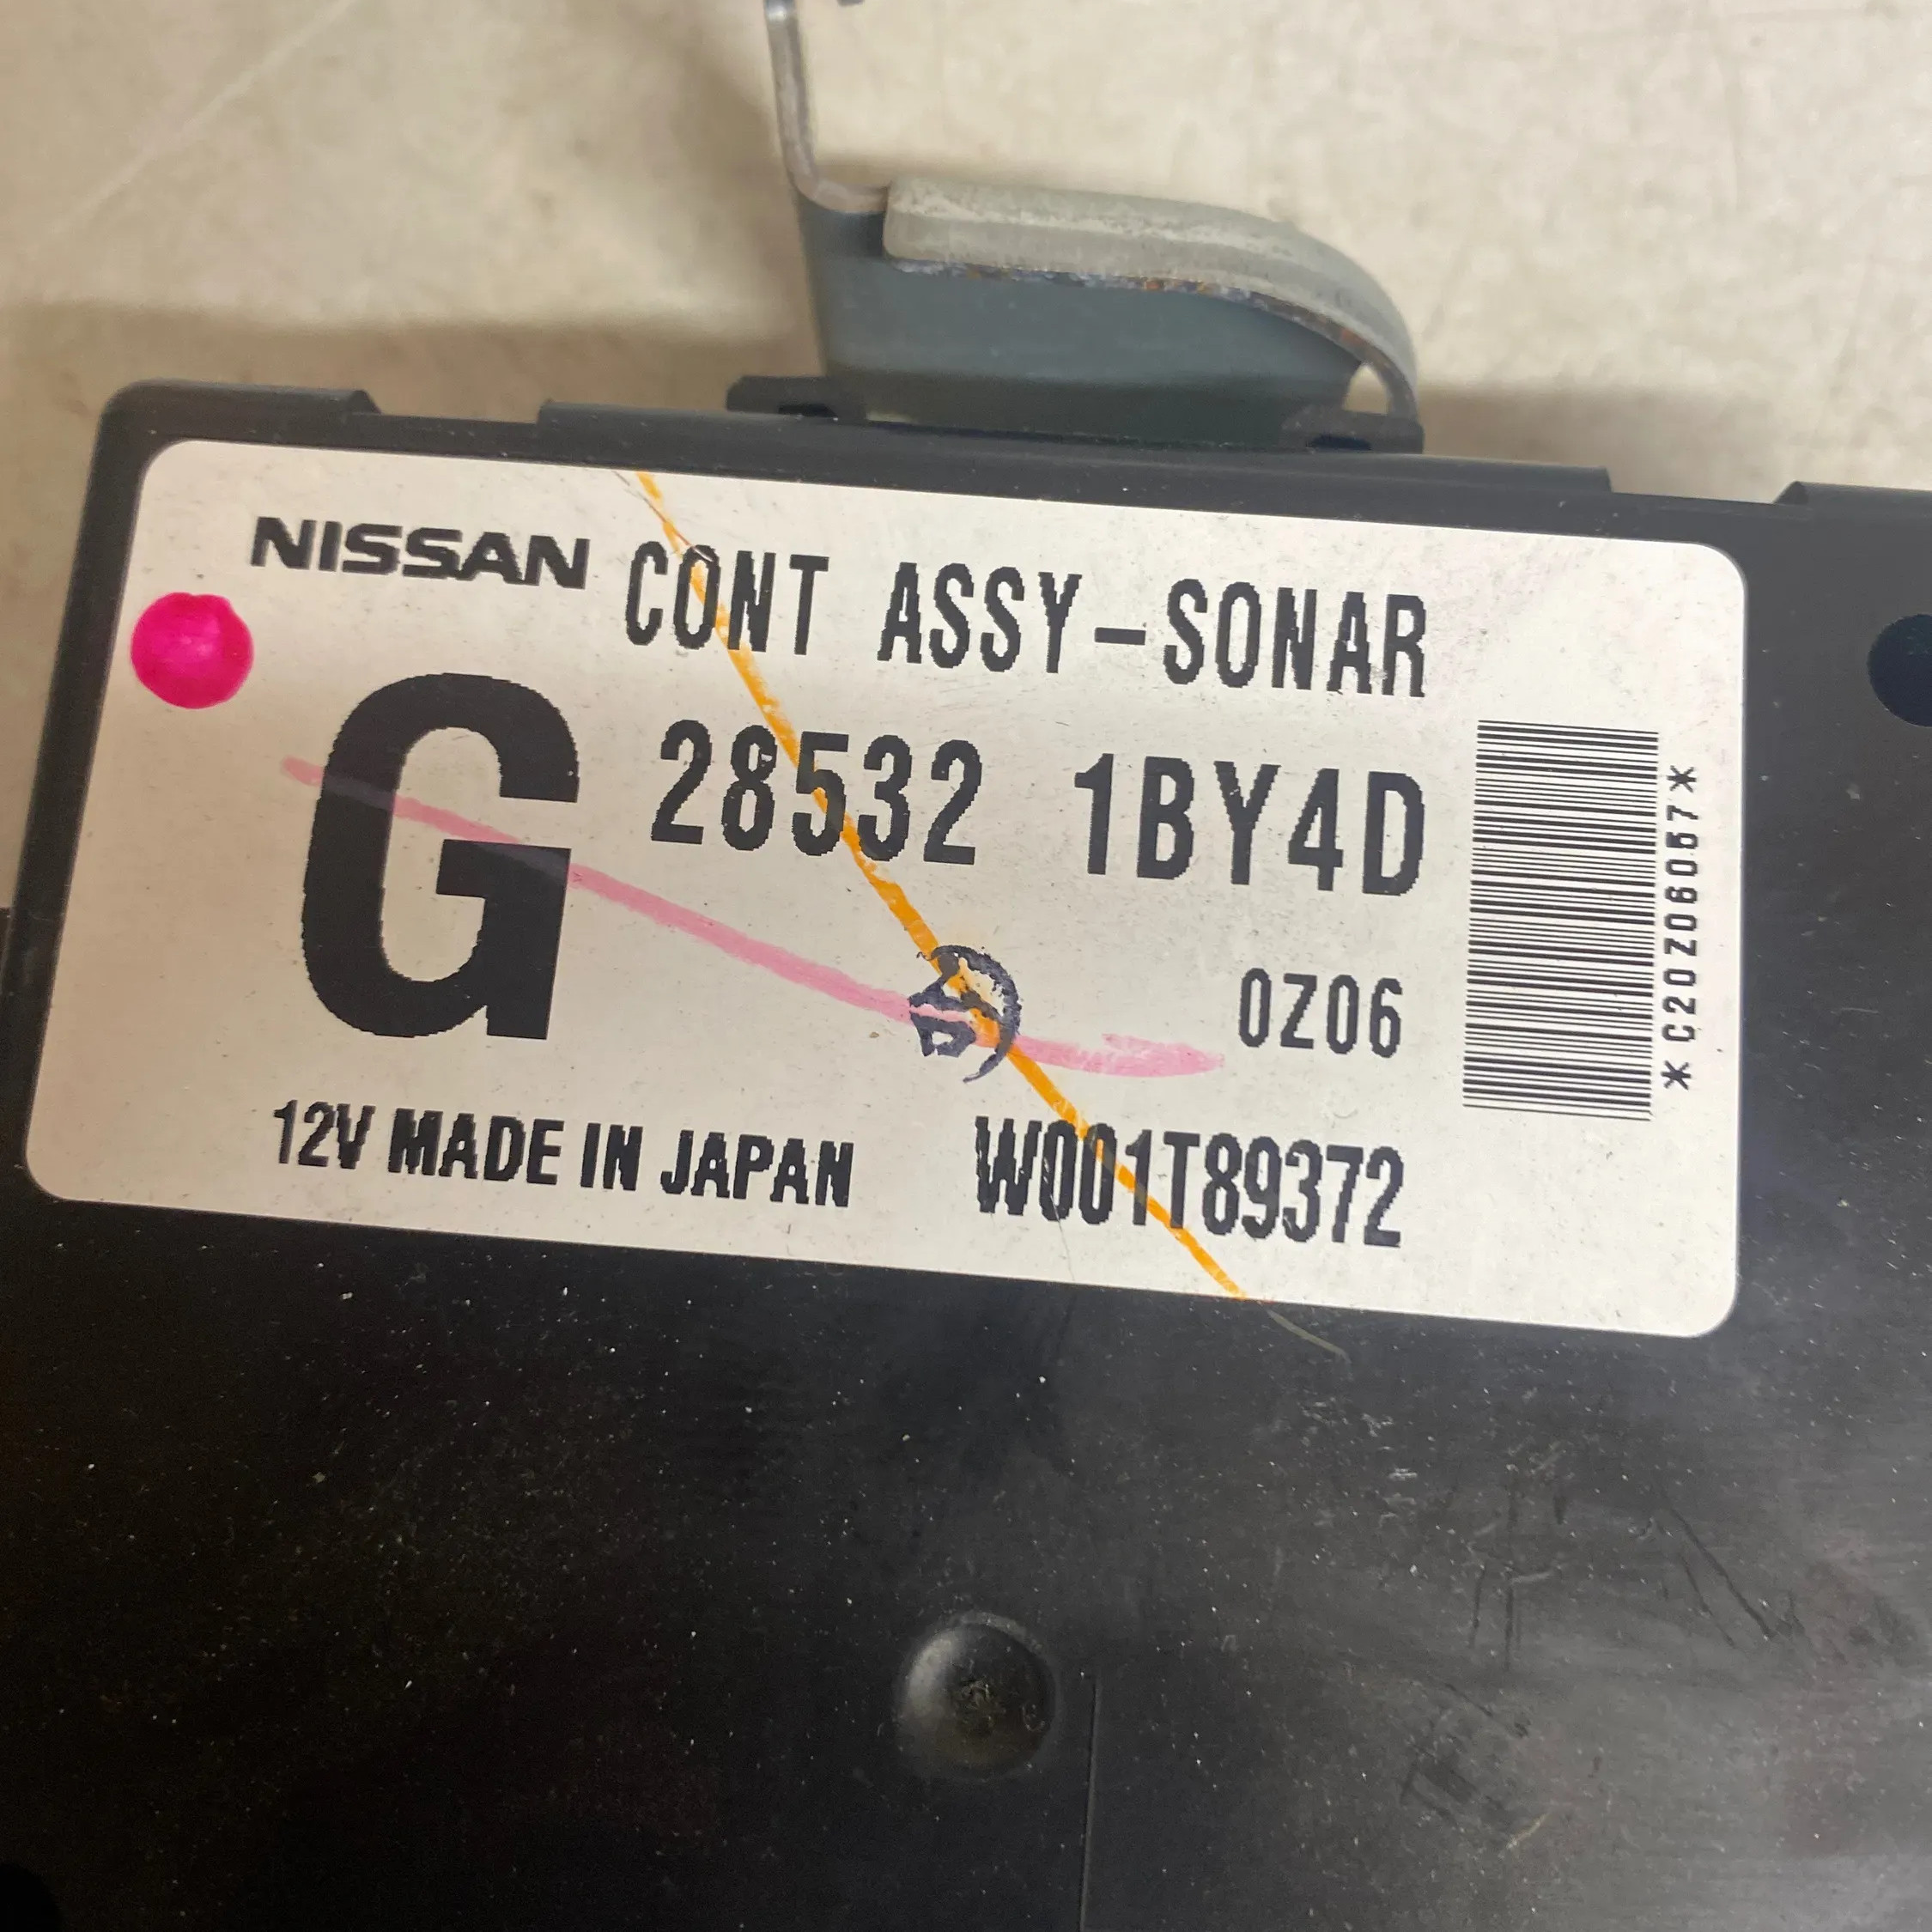 NISSAN CONT ASSY-SONAR
G 28532 1BY4D
0Z06
12V MADE IN JAPAN W001T89372
*C20Z06057*